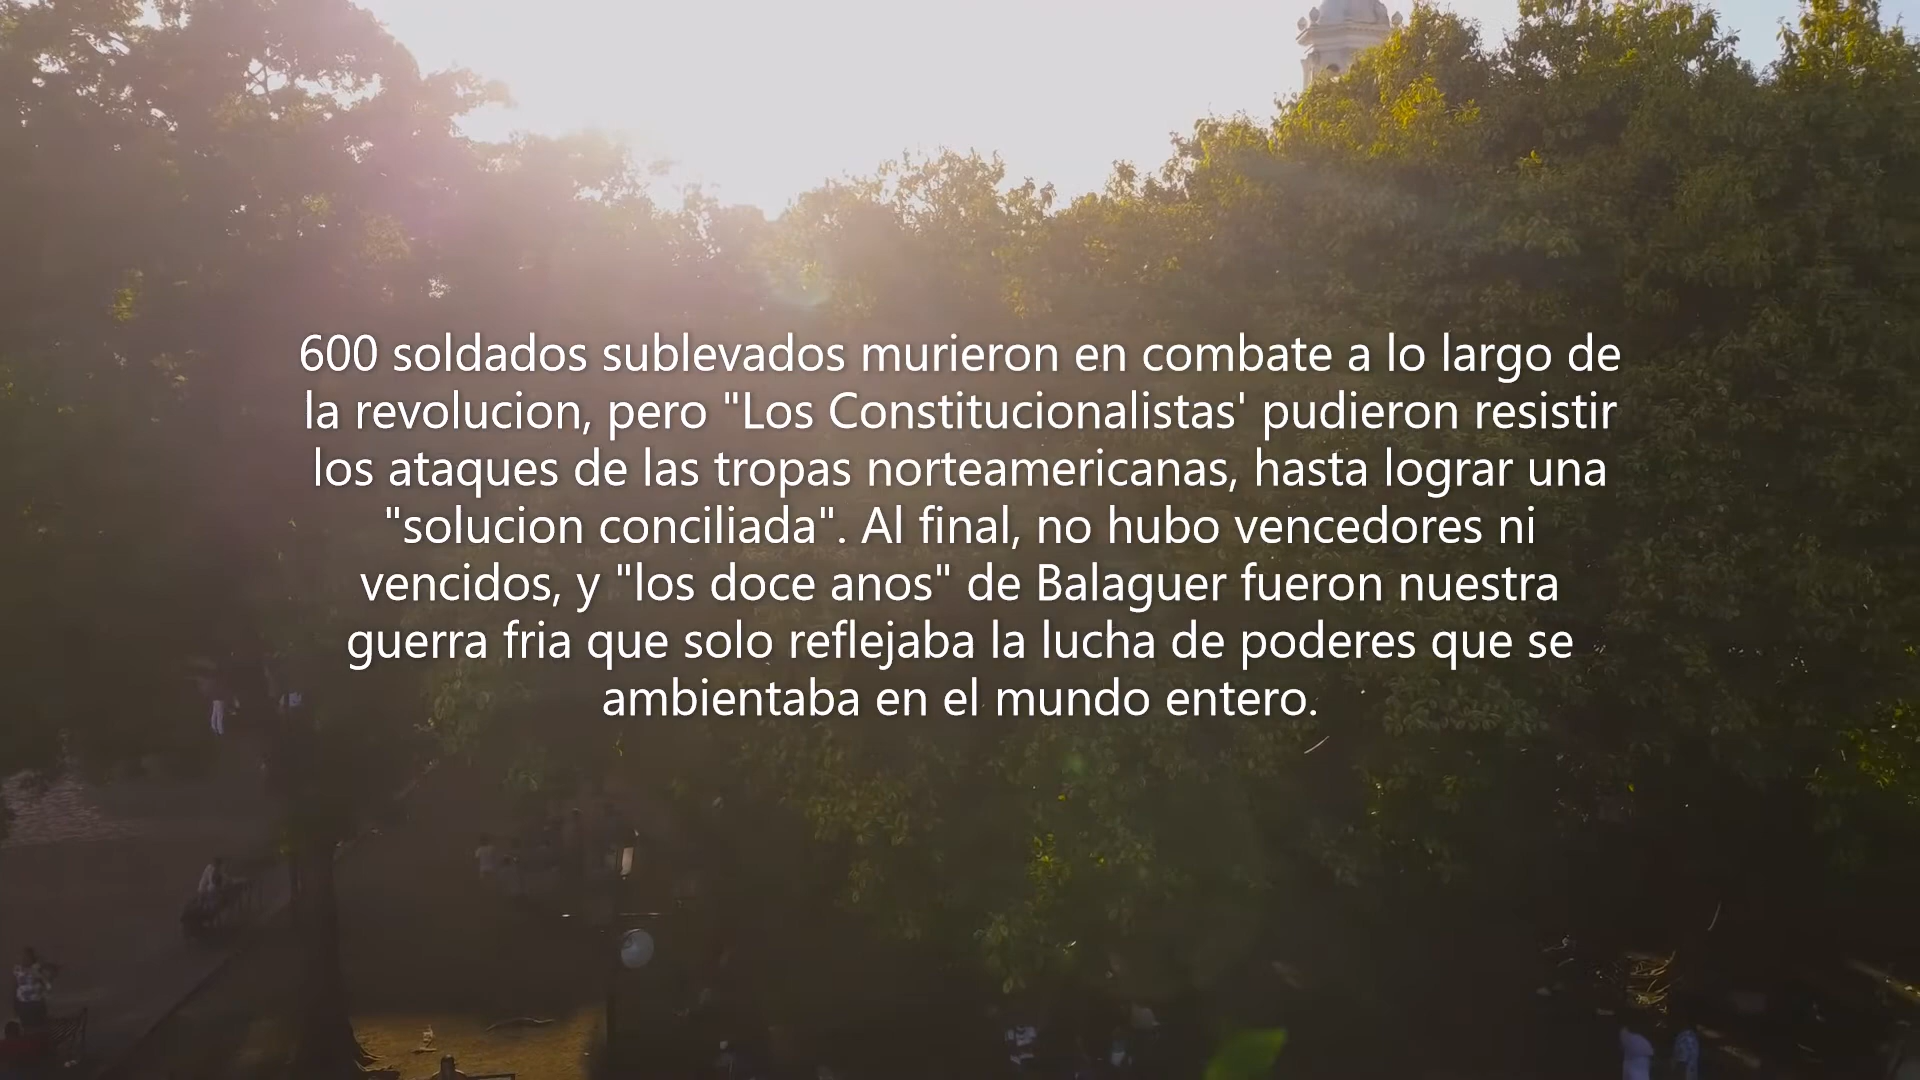 600 soldados sublevados murieron en combate a lo largo de
la revolucion, pero "Los Constitucionalistas' pudieron resistir
los ataques de las tropas norteamericanas, hasta lograr una
"solucion conciliada". Al final, no hubo vencedores ni
vencidos, y "los doce anos" de Balaguer fueron nuestra
guerra fria que solo reflejaba la lucha de poderes que se
ambientaba en el mundo entero.